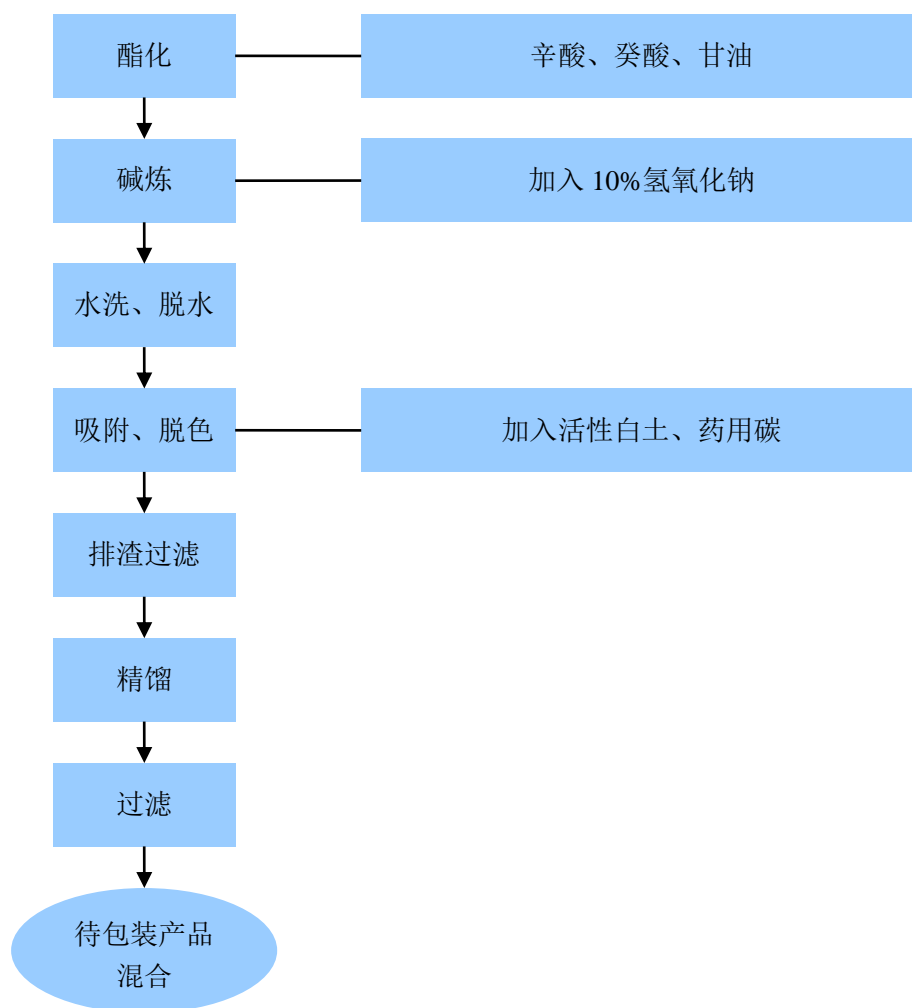 酯化
辛酸、癸酸、甘油
碱炼
加入 10%氢氧化钠
水洗、脱水
吸附、脱色
加入活性白土、药用碳
排渣过滤
精馏
过滤
待包装产品
混合